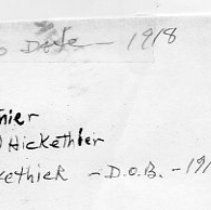 o Date — 1918
nier
) Hickethier
kethier - D.O.B. - 191